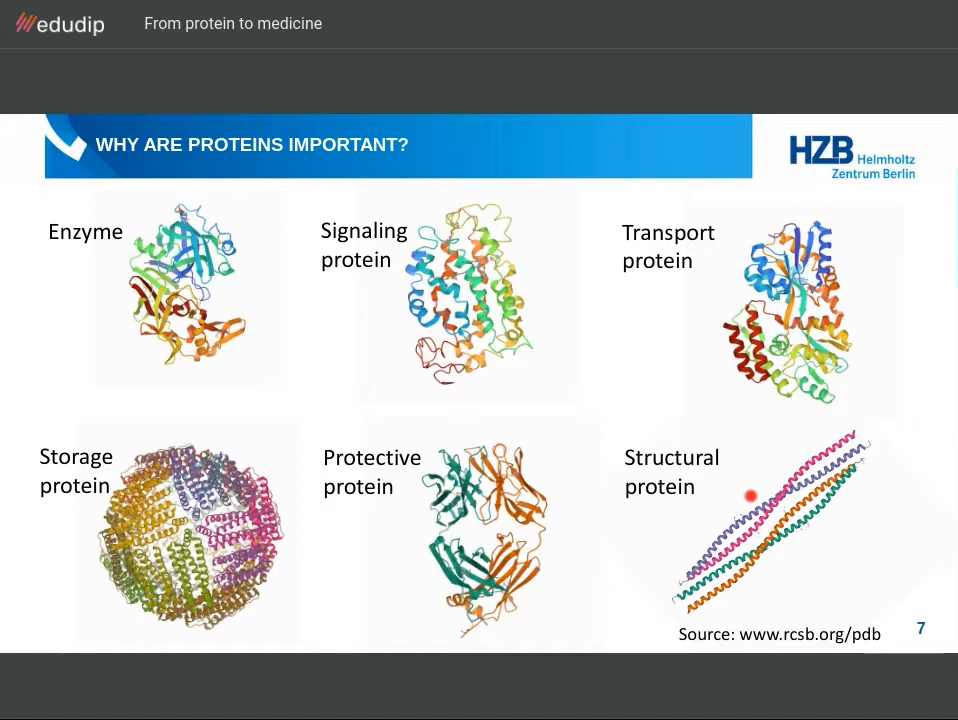 edudip
From protein to medicine
WHY ARE PROTEINS IMPORTANT?
HZB Helmholtz
Zentrum Berlin
Enzyme
Signaling
protein
Transport
protein
Storage
protein
Protective
protein
Structural
protein
Source: www.rcsb.org/pdb
7